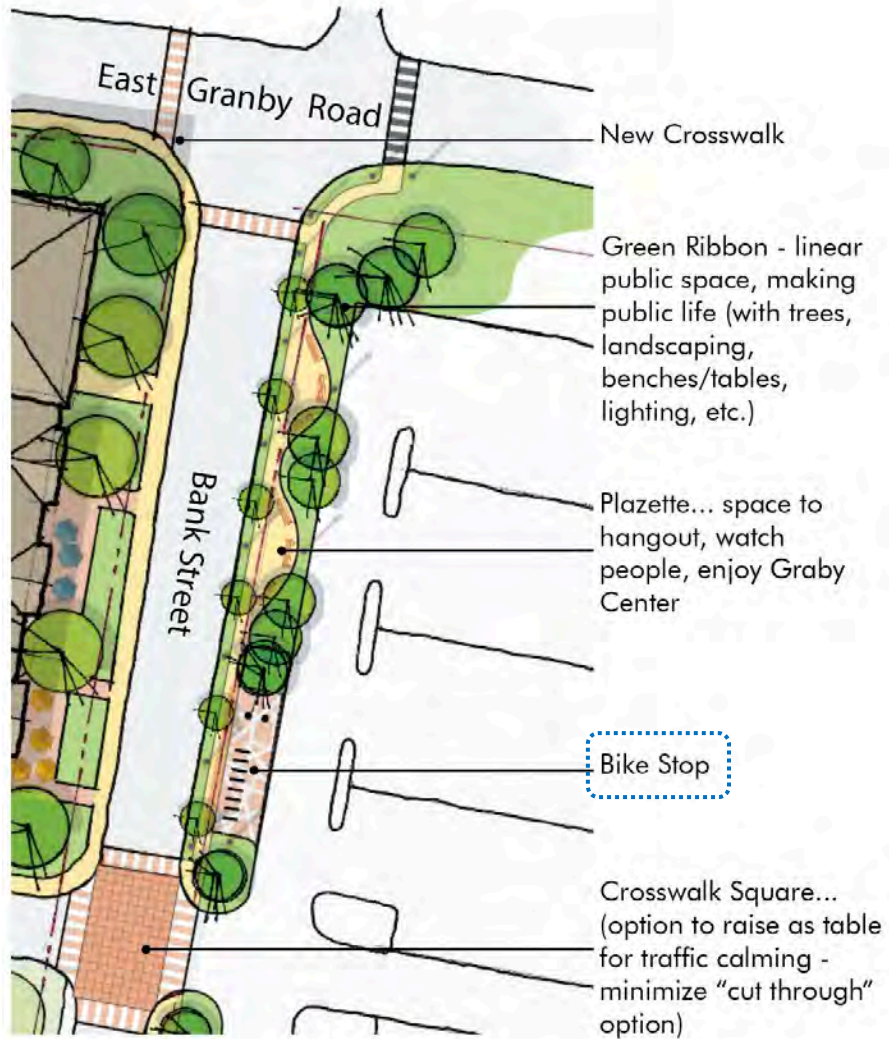 East Granby Road
New Crosswalk
Green Ribbon - linear
public space, making
public life (with trees,
landscaping,
benches/tables,
lighting, etc.)
Bank Street
Plazette... space to
hangout, watch
people, enjoy Graby
Center
Bike Stop
Crosswalk Square...
(option to raise as table
for traffic calming -
minimize “cut through”
option)